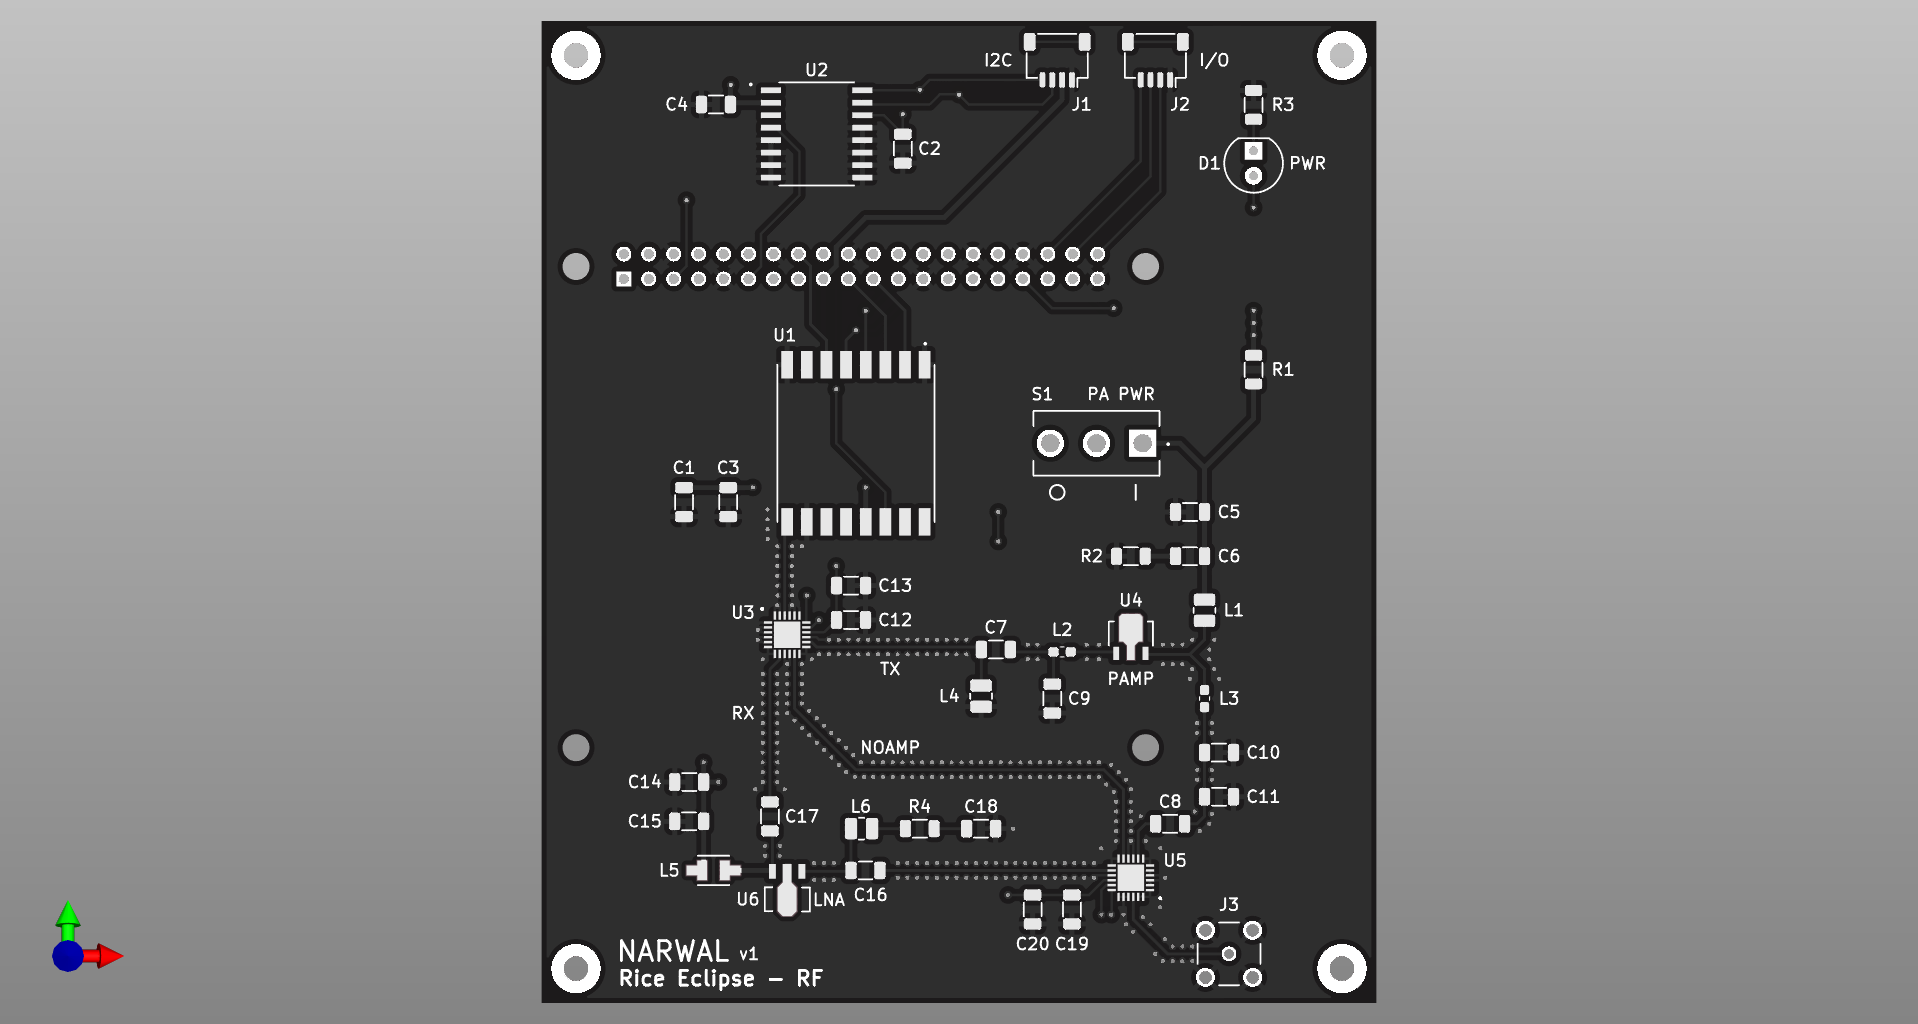 U2
I2C
I/O
C4
J1
J2
R3
C2
D1
PWR
U1
R1
S1
PA PWR
C1
C3
O
I
C5
R2
C6
C13
U3
C12
U4
L1
C7
L2
TX
PAMP
L4
C9
L3
RX
NOAMP
C10
C14
C11
L6
R4
C18
C8
C15
C17
U5
L5
U6
LNA
C16
J3
C20
C19
NARWAL v1
Rice Eclipse - RF